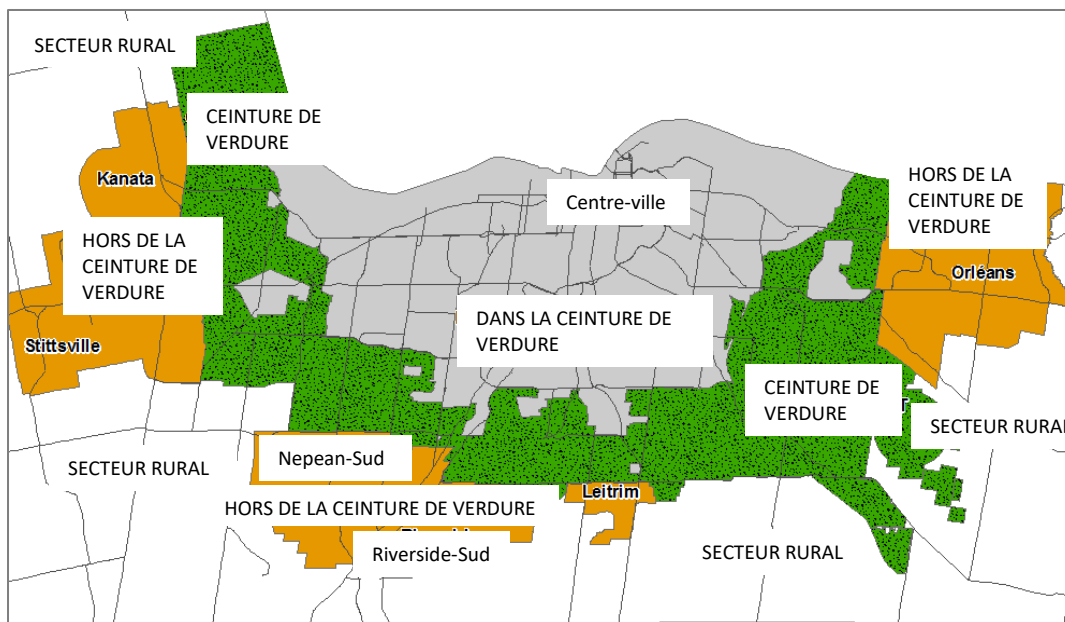 SECTEUR RURAL
CEINTURE DE
VERDURE
Kanata
HORS DE LA
CEINTURE DE
VERDURE
Centre-ville
HORS DE LA
CEINTURE DE
VERDURE
Orléans
Stittsville
DANS LA CEINTURE DE
VERDURE
CEINTURE DE
VERDURE
T
SECTEUR RURAL
SECTEUR RURAL
Nepean-Sud
Leitrim
HORS DE LA CEINTURE DE VERDURE
Riverside-Sud
SECTEUR RURAL